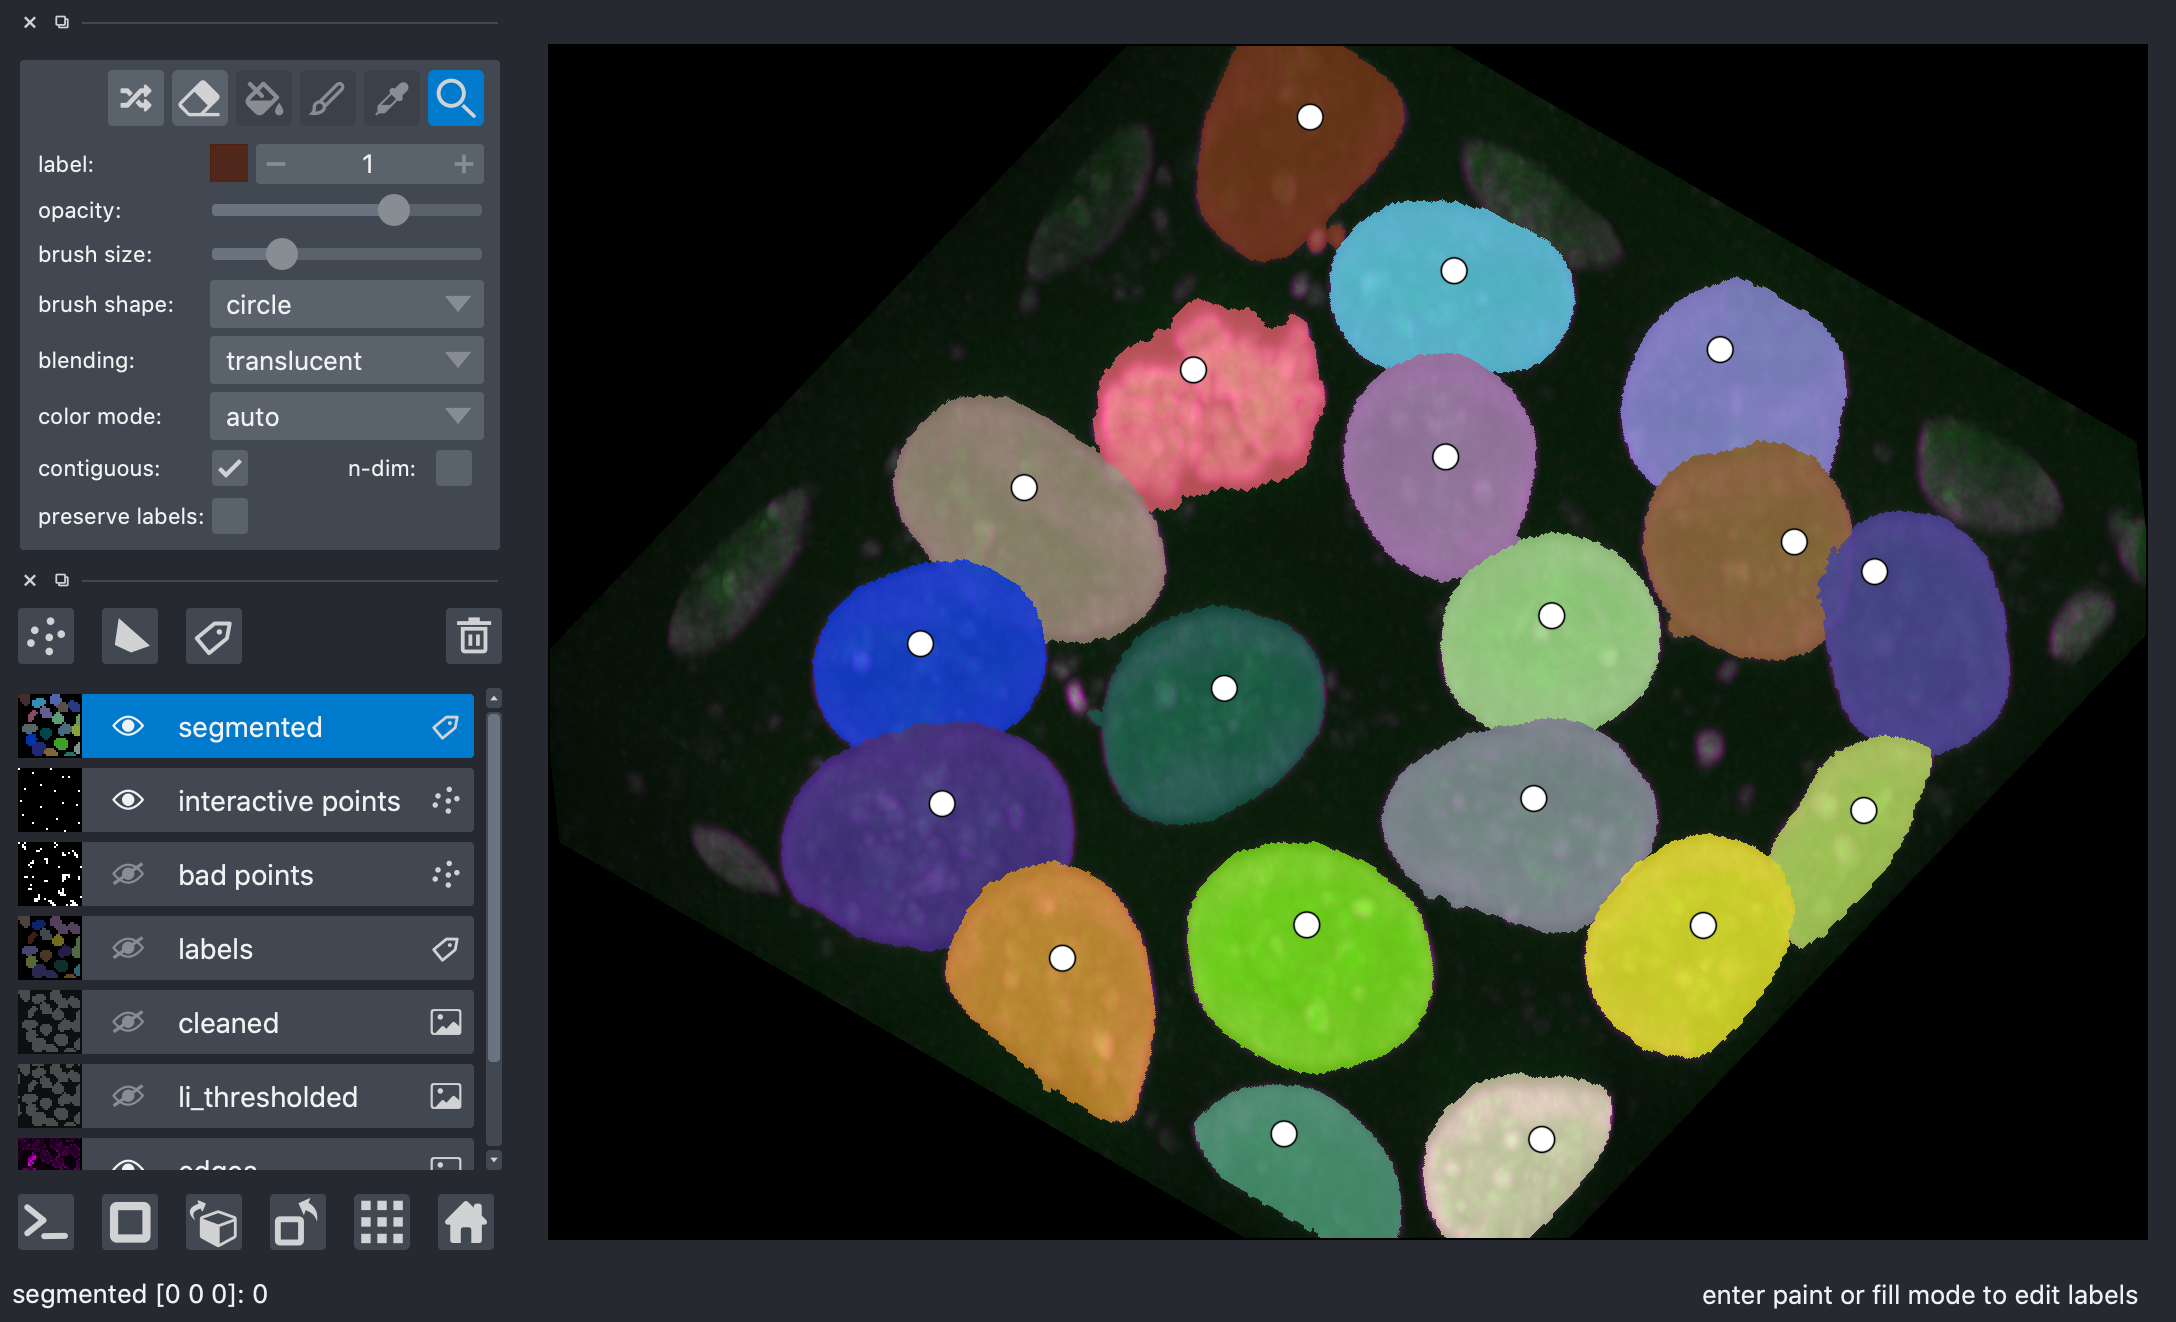 label: 1
opacity:
brush size:
brush shape: circle
blending: translucent
color mode: auto
contiguous: n-dim:
preserve labels:
segmented
interactive points
bad points
labels
cleaned
li_thresholded
edges
segmented [0 0 0]: 0
enter paint or fill mode to edit labels